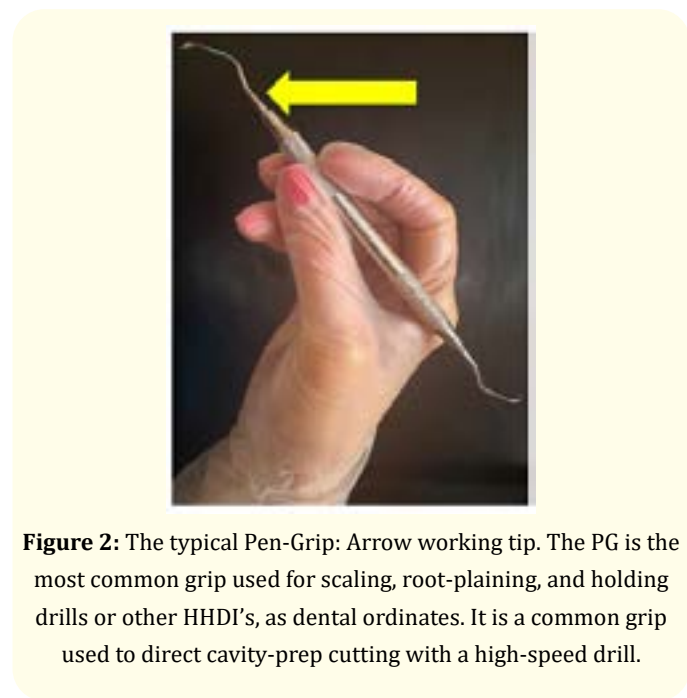 Figure 2: The typical Pen-Grip: Arrow working tip. The PG is the
most common grip used for scaling, root-plaining, and holding
drills or other HHDI’s, as dental ordinates. It is a common grip
used to direct cavity-prep cutting with a high-speed drill.